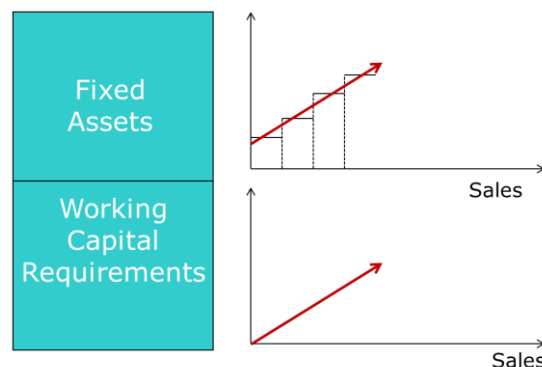 Fixed
Assets
Sales
Working
Capital
Requirements
Sales